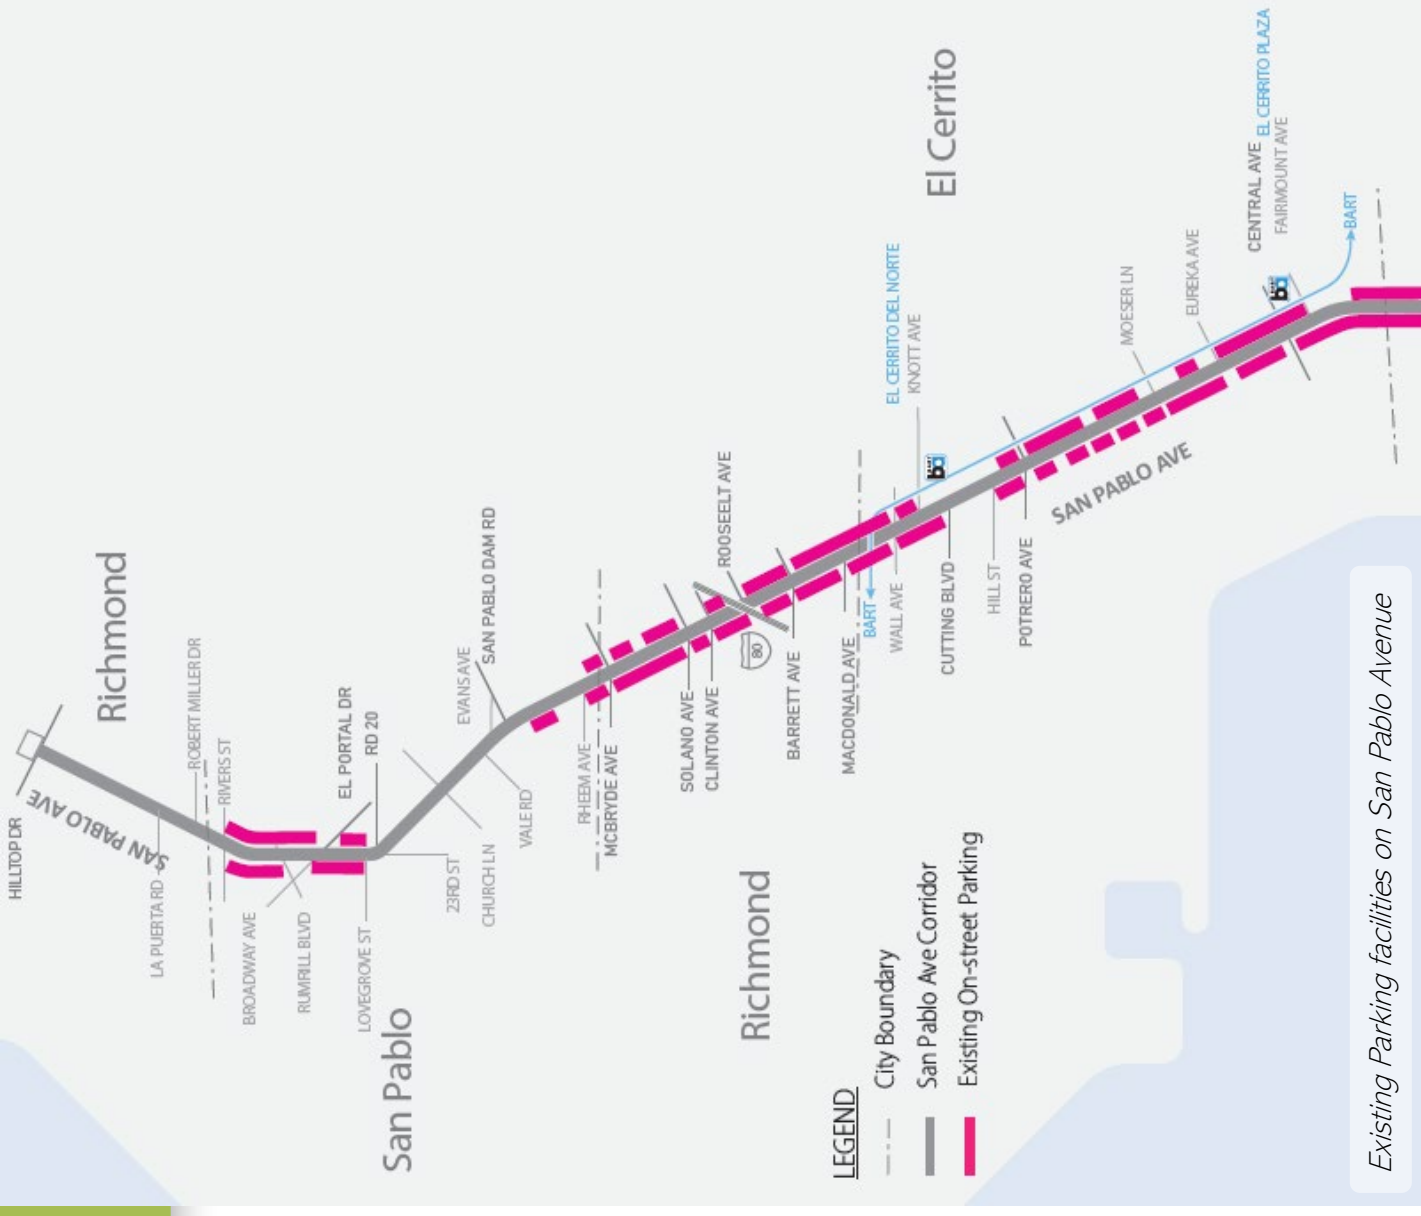 HILLTOP DR
SAN PABLO AVE
Richmond
LA PUERTA RD
ROBERT MILLER DR
RIVERS ST
BROADWAY AVE
RUMRILL BLVD
EL PORTAL DR
RD 20
LOVEGROVE ST
San Pablo
23RD ST
CHURCH LN
EVANS AVE
SAN PABLO DAM RD
VALE RD
RHEEM AVE
MCBRYDE AVE
SOLANO AVE
CLINTON AVE
ROOSEELT AVE
80
BARRETT AVE
Richmond
MACDONALD AVE
BART
WALL AVE
EL CERRITO DEL NORTE
KNOTT AVE
ba
CUTTING BLVD
El Cerrito
HILL ST
POTRERO AVE
SAN PABLO AVE
MOESER LN
EUREKA AVE
CENTRAL AVE
EL CERRITO PLAZA
FAIRMOUNT AVE
ba
BART
LEGEND
City Boundary
San Pablo Ave Corridor
Existing On-street Parking
Existing Parking facilities on San Pablo Avenue